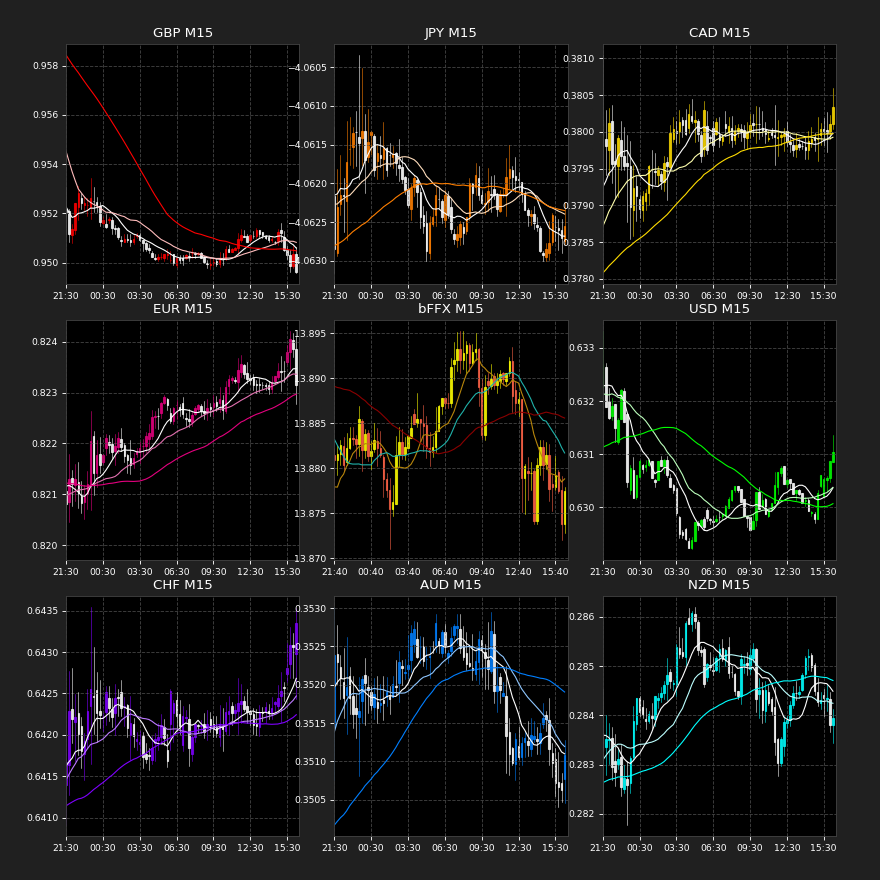 GBP M15
0.958
0.956
0.954
0.952
0.950
21:30 00:30 03:30 06:30 09:30 12:30 15:30
JPY M15
−4.0605
−4.0610
−4.0615
−4.0620
−4.0625
−4.0630
21:30 00:30 03:30 06:30 09:30 12:30 15:30
CAD M15
0.3810
0.3805
0.3800
0.3795
0.3790
0.3785
0.3780
21:30 00:30 03:30 06:30 09:30 12:30 15:30
EUR M15
0.824
0.823
0.822
0.821
0.820
21:30 00:30 03:30 06:30 09:30 12:30 15:30
bFFX M15
13.895
13.890
13.885
13.880
13.875
13.870
21:40 00:40 03:40 06:40 09:40 12:40 15:40
USD M15
0.633
0.632
0.631
0.630
21:30 00:30 03:30 06:30 09:30 12:30 15:30
CHF M15
0.6435
0.6430
0.6425
0.6420
0.6415
0.6410
21:30 00:30 03:30 06:30 09:30 12:30 15:30
AUD M15
0.3530
0.3525
0.3520
0.3515
0.3510
0.3505
21:30 00:30 03:30 06:30 09:30 12:30 15:30
NZD M15
0.286
0.285
0.284
0.283
0.282
21:30 00:30 03:30 06:30 09:30 12:30 15:30